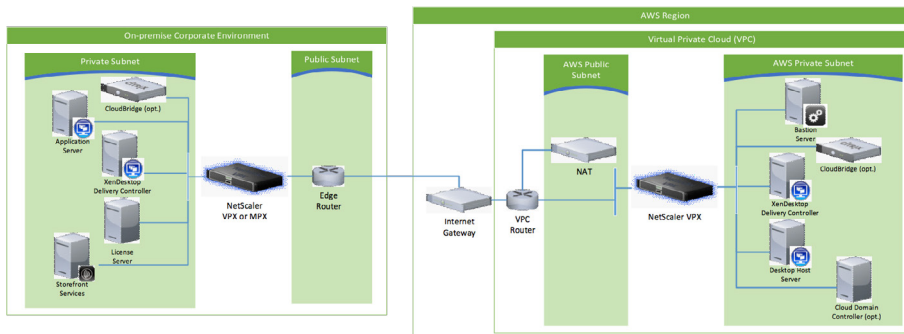 On-premise Corporate Environment
Private Subnet
CITRIX
CloudBridge (opt.)
Application
Server
XenDesktop
Delivery Controller
License
Server
Storefront
Services
NetScaler
VPX or MPX
Public Subnet
Edge
Router
AWS Region
Virtual Private Cloud (VPC)
Internet
Gateway
VPC
Router
AWS Public
Subnet
NAT
NetScaler VPX
AWS Private Subnet
Bastion
Server
CloudBridge (opt.)
XenDesktop
Delivery Controller
Desktop Host
Server
Cloud Domain
Controller (opt.)